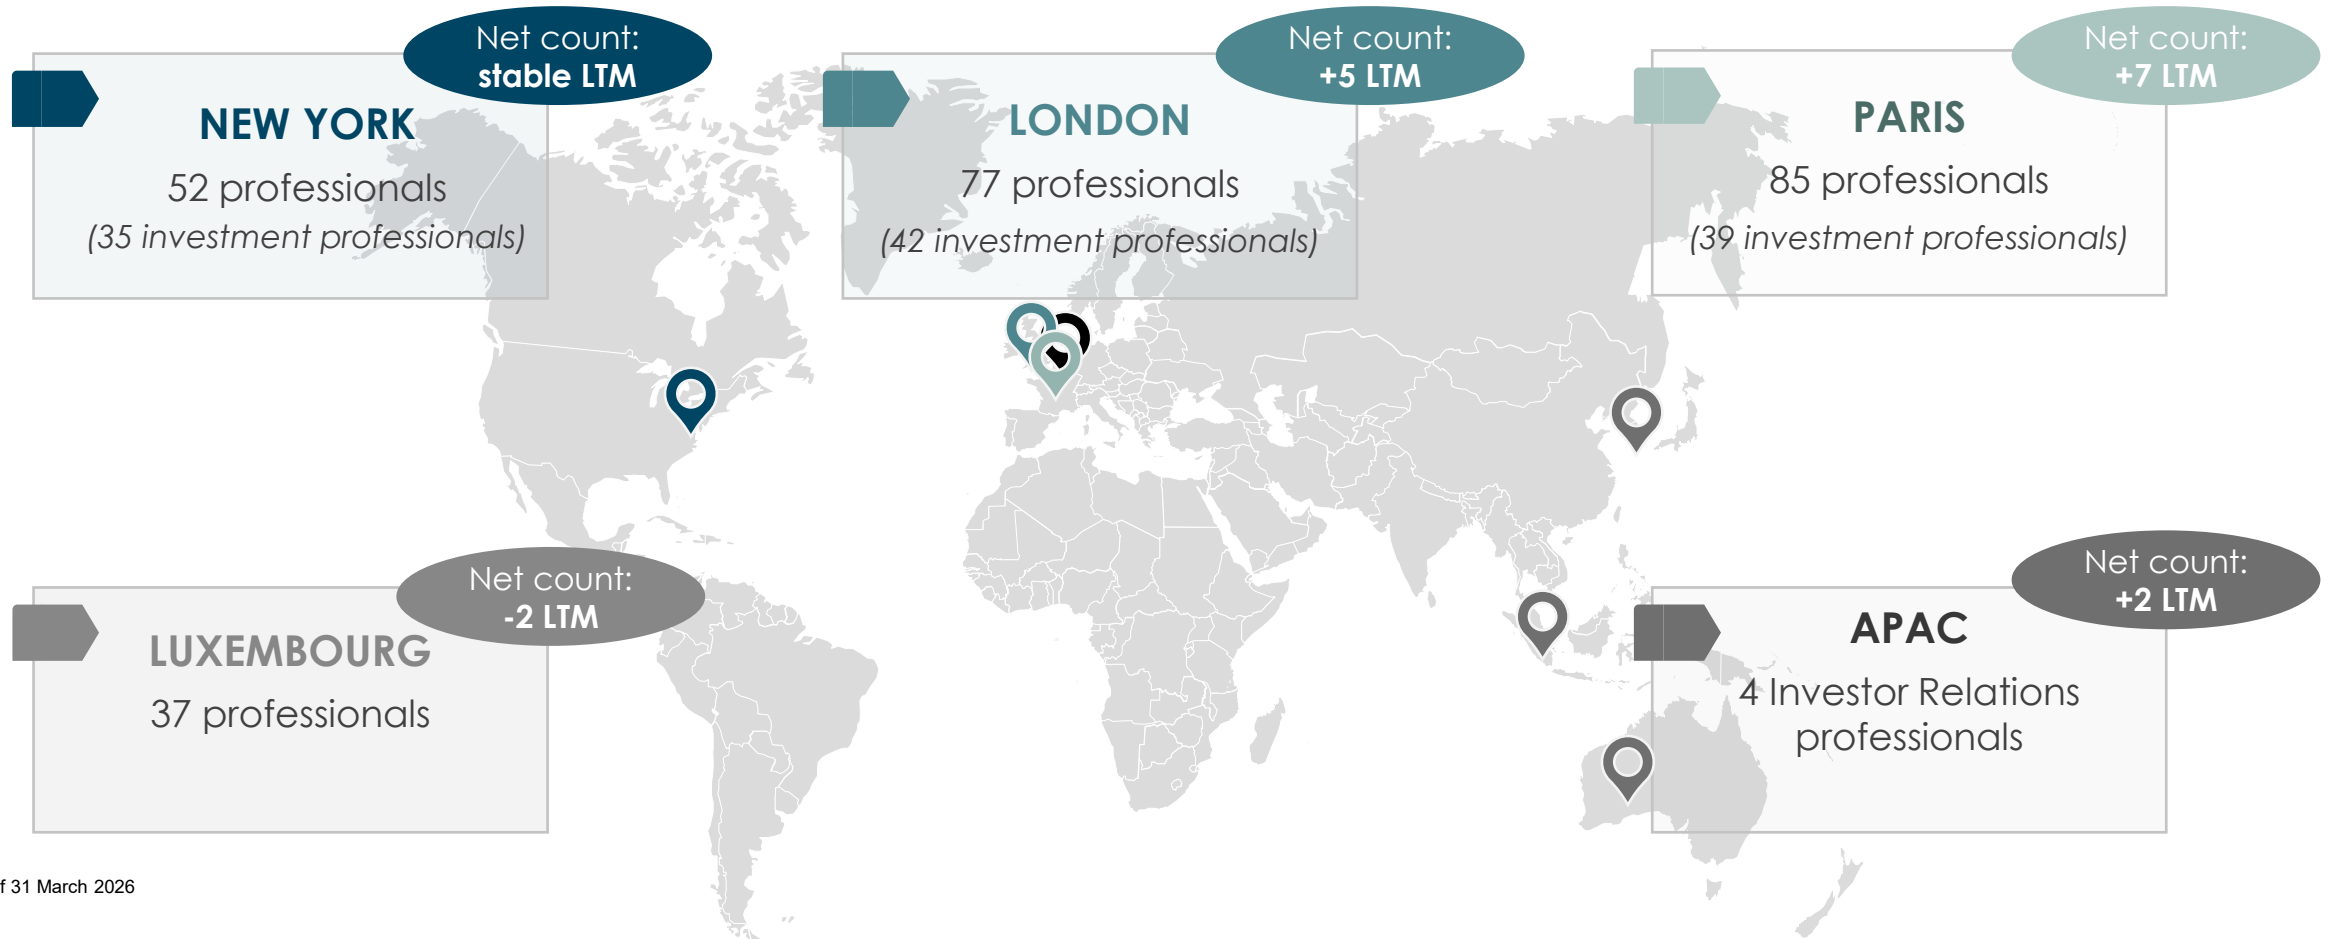 Net count:
stable LTM
NEW YORK
52 professionals
(35 investment professionals)
Net count:
+5 LTM
LONDON
77 professionals
(42 investment professionals)
Net count:
+7 LTM
PARIS
85 professionals
(39 investment professionals)
Net count:
-2 LTM
LUXEMBOURG
37 professionals
Net count:
+2 LTM
APAC
4 Investor Relations
professionals
f 31 March 2026